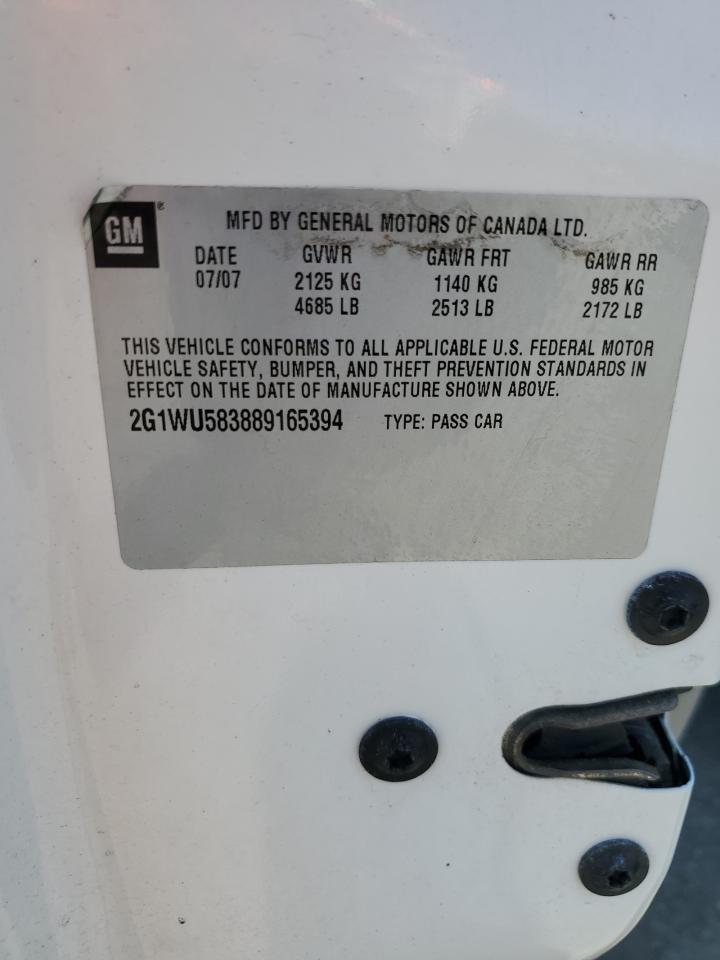 GM®
MFD BY GENERAL MOTORS OF CANADA LTD.
DATE GVWR GAWR FRT GAWR RR
07/07 2125 KG 1140 KG 985 KG
4685 LB 2513 LB 2172 LB
THIS VEHICLE CONFORMS TO ALL APPLICABLE U.S. FEDERAL MOTOR
VEHICLE SAFETY, BUMPER, AND THEFT PREVENTION STANDARDS IN
EFFECT ON THE DATE OF MANUFACTURE SHOWN ABOVE.
2G1WU583889165394 TYPE: PASS CAR